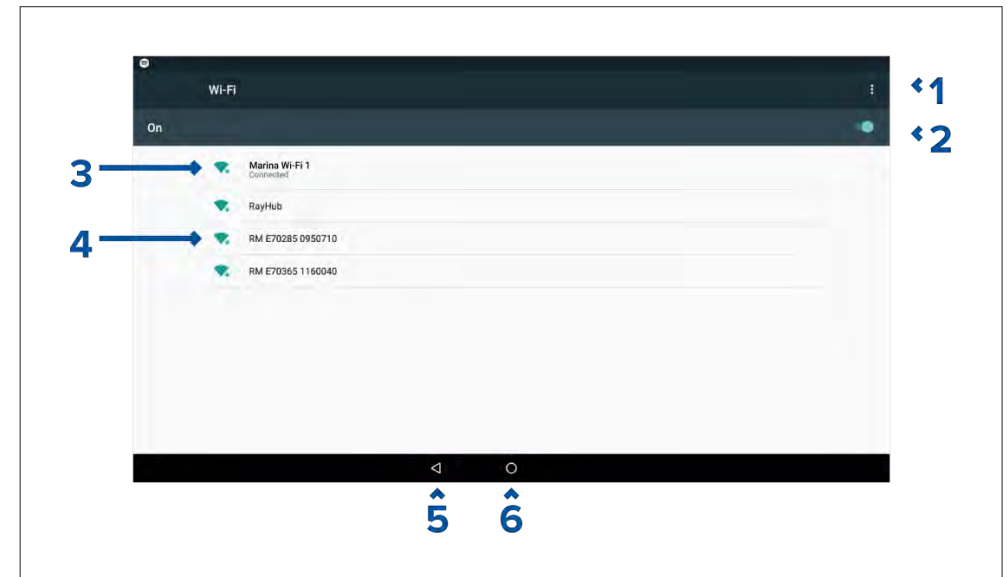 Wi-Fi
1
On
2
3
Marina Wi-Fi 1
Connected
RayHub
4
RM E70285 0950710
RM E70365 1160040
5 6